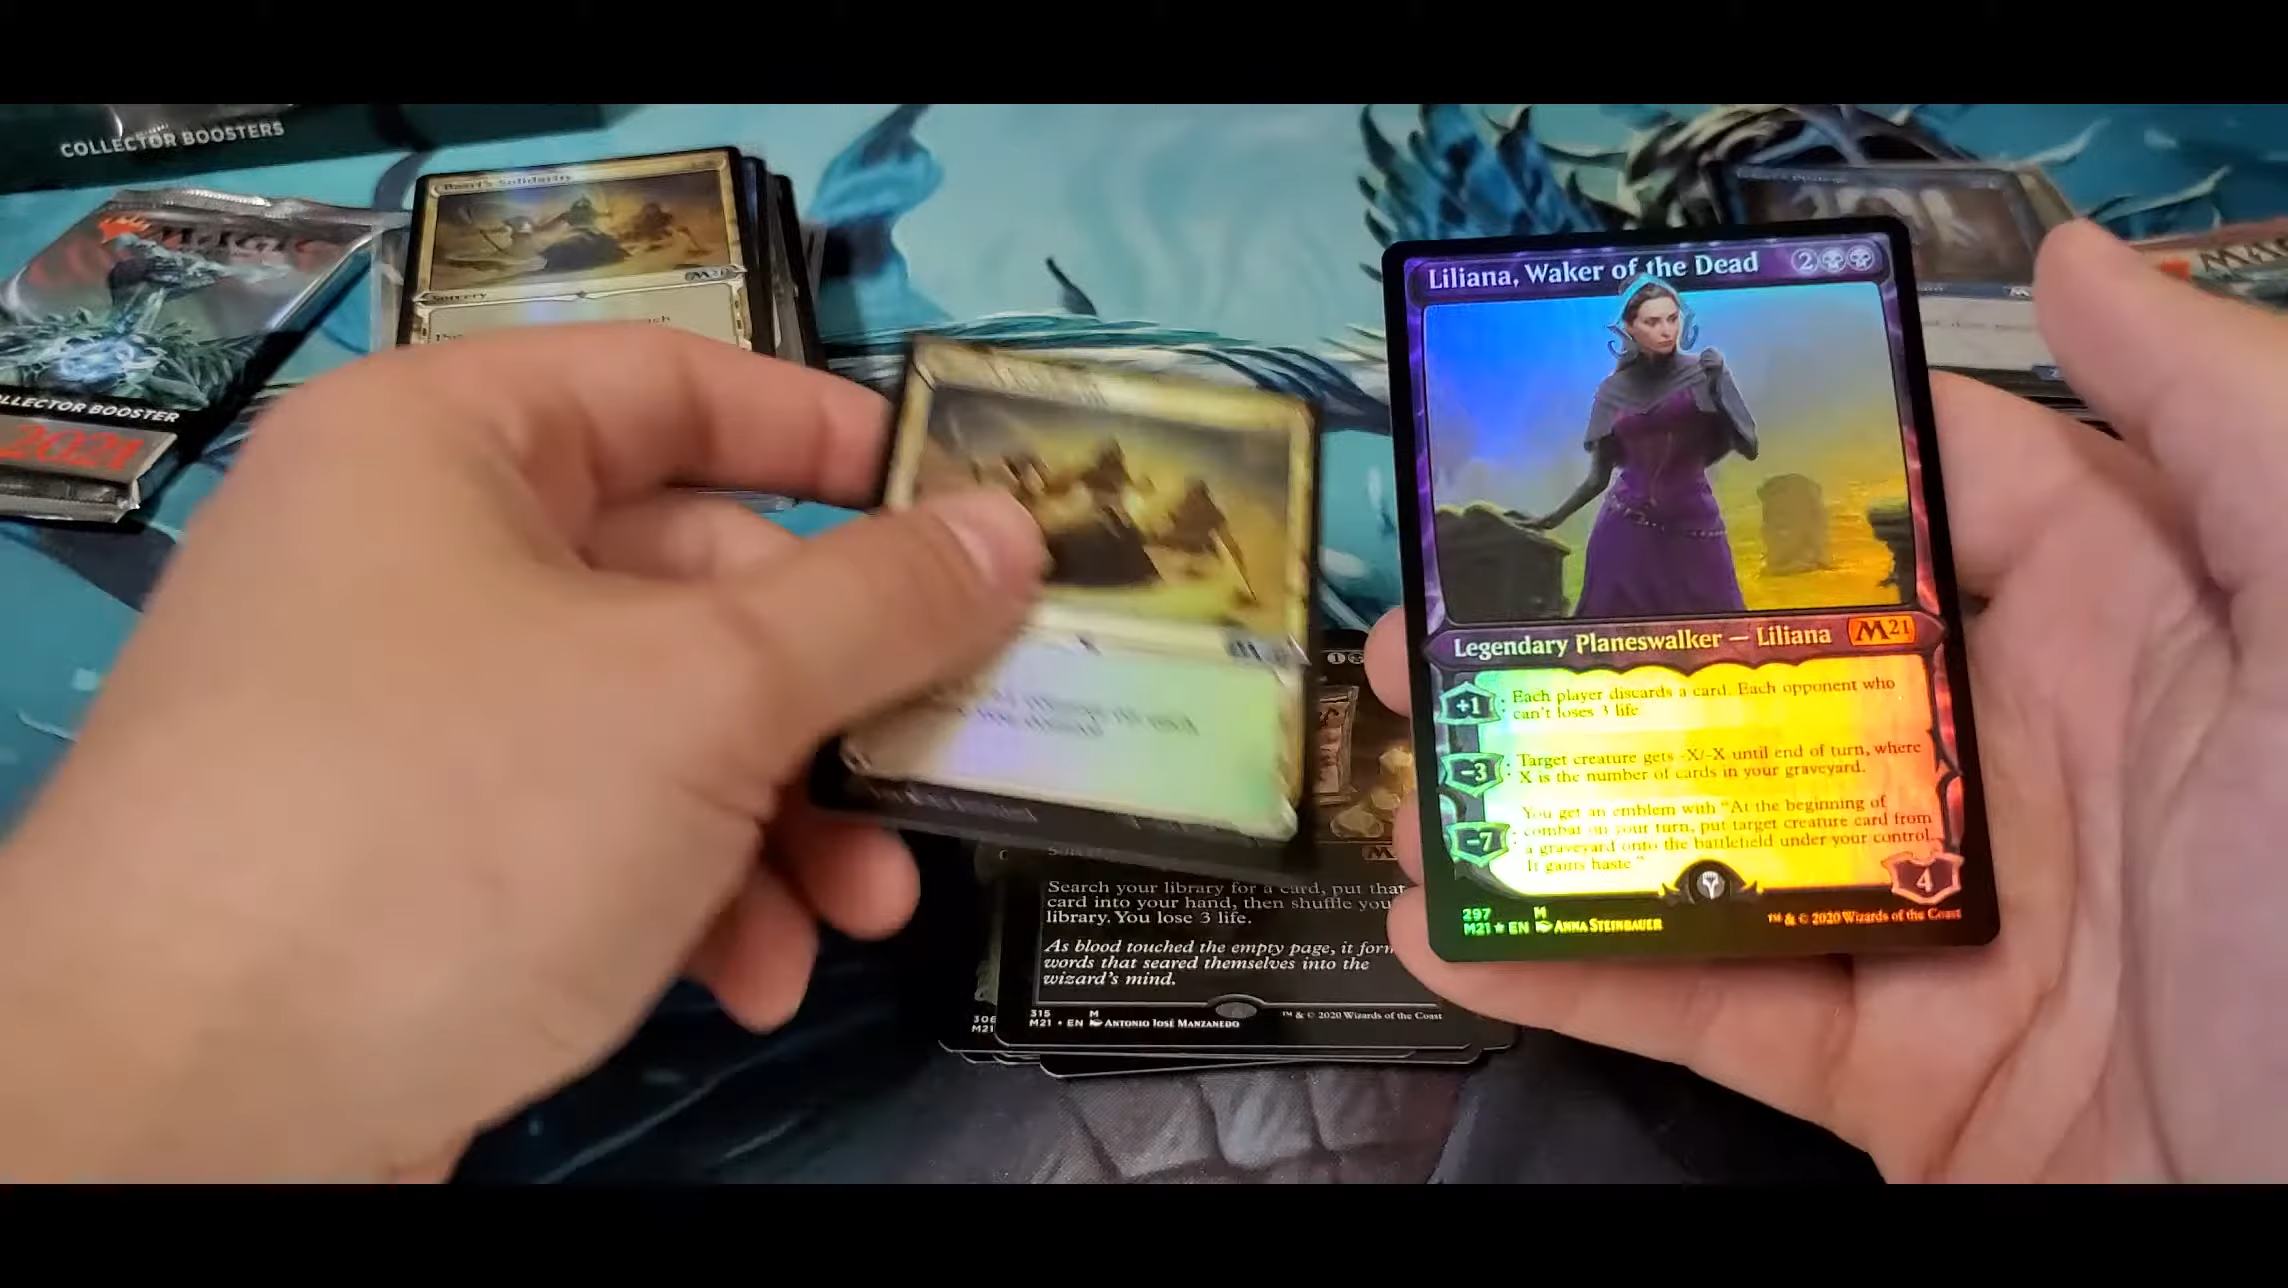 COLLECTOR BOOSTERS
MAGIC
COLLECTOR BOOSTER
2021
Basri's Solidarity
M21
Sorcery
Liliana, Waker of the Dead 2
Legendary Planeswalker — Liliana M21
+1: Each player discards a card. Each opponent who
can't loses 3 life.
-3: Target creature gets -X/-X until end of turn, where
X is the number of cards in your graveyard.
-7: You get an emblem with "At the beginning of
combat on your turn, put target creature card from
a graveyard onto the battlefield under your control.
It gains haste."
4
297 M
M21 ★ EN ANNA STEINBAUER
™ & © 2020 Wizards of the Coast
1
Search your library for a card, put that
card into your hand, then shuffle you
library. You lose 3 life.
As blood touched the empty page, it form
words that seared themselves into the
wizard's mind.
306
M21
315 M
M21 • EN ANTONIO JOSÉ MANZANEDO
™ & © 2020 Wizards of the Coast